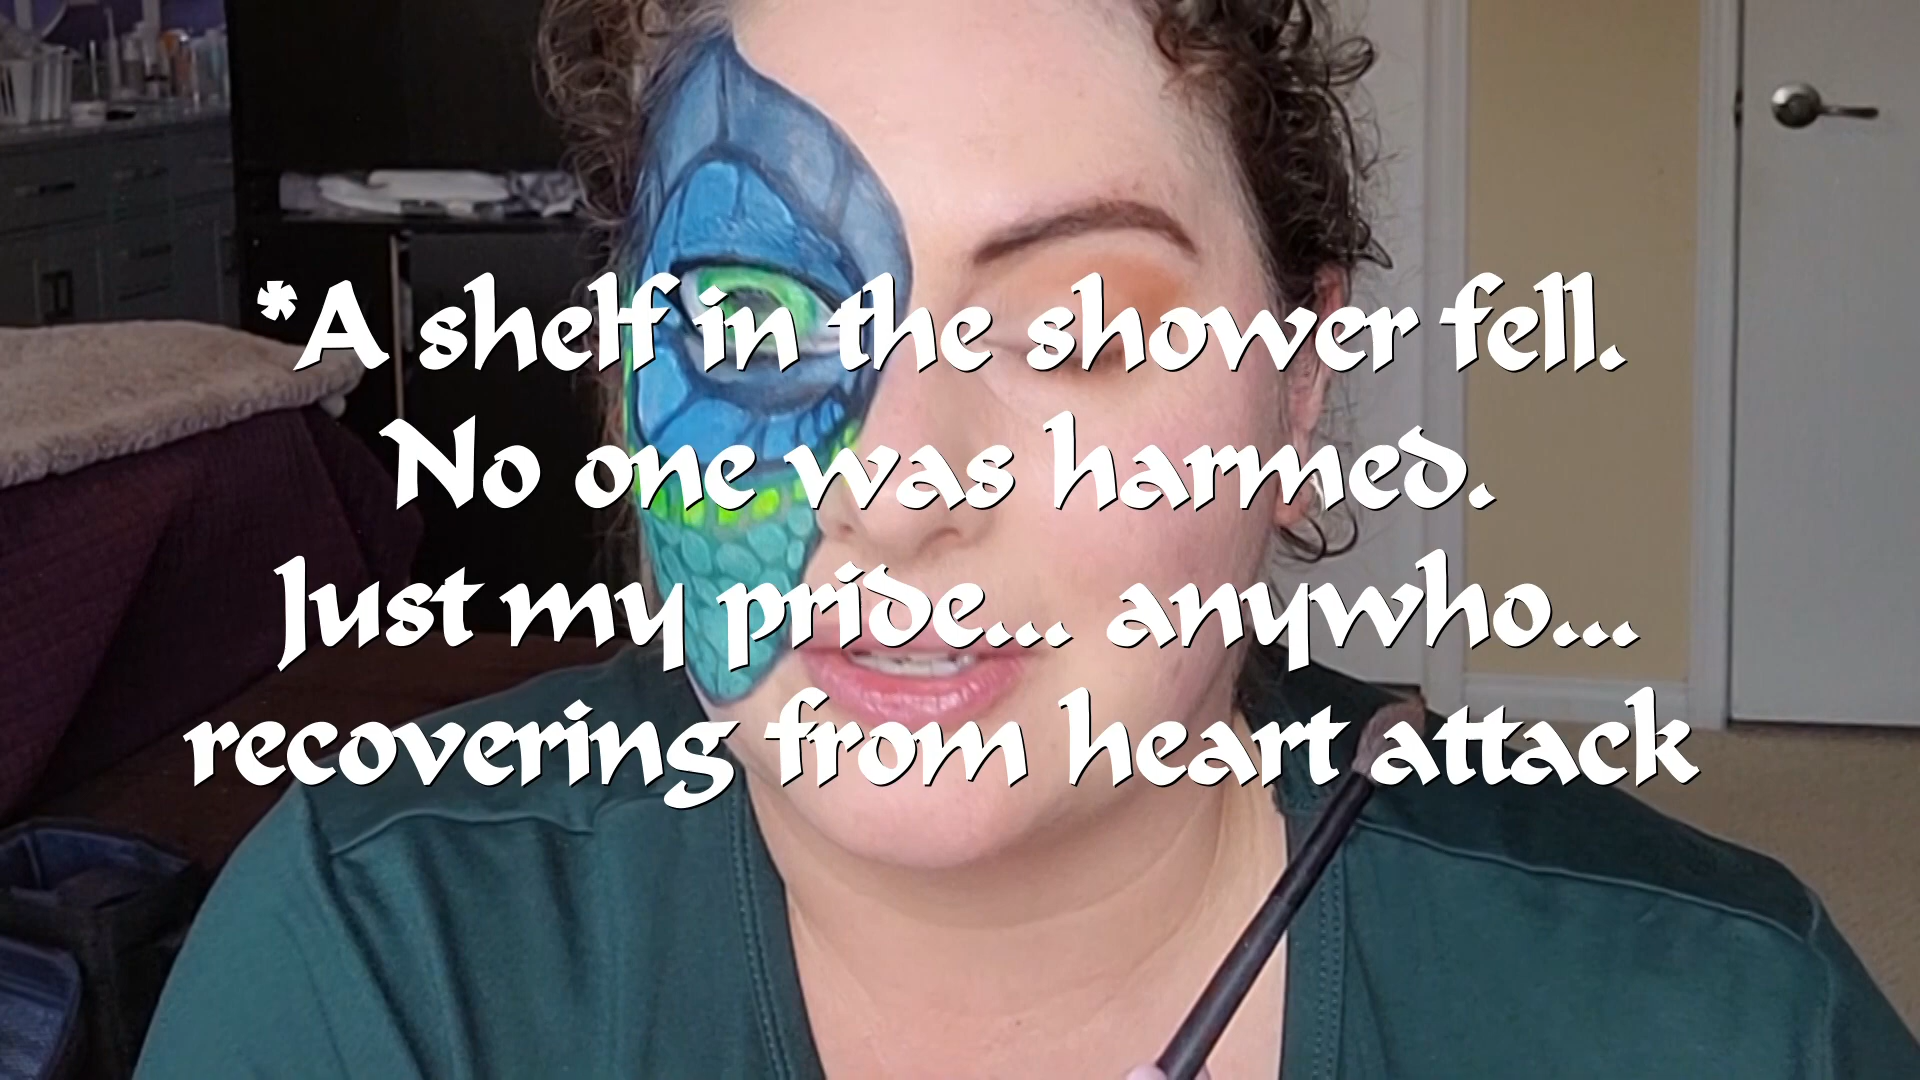 *A shelf in the shower fell.
No one was harmed.
Just my pride... anywho...
recovering from heart attack